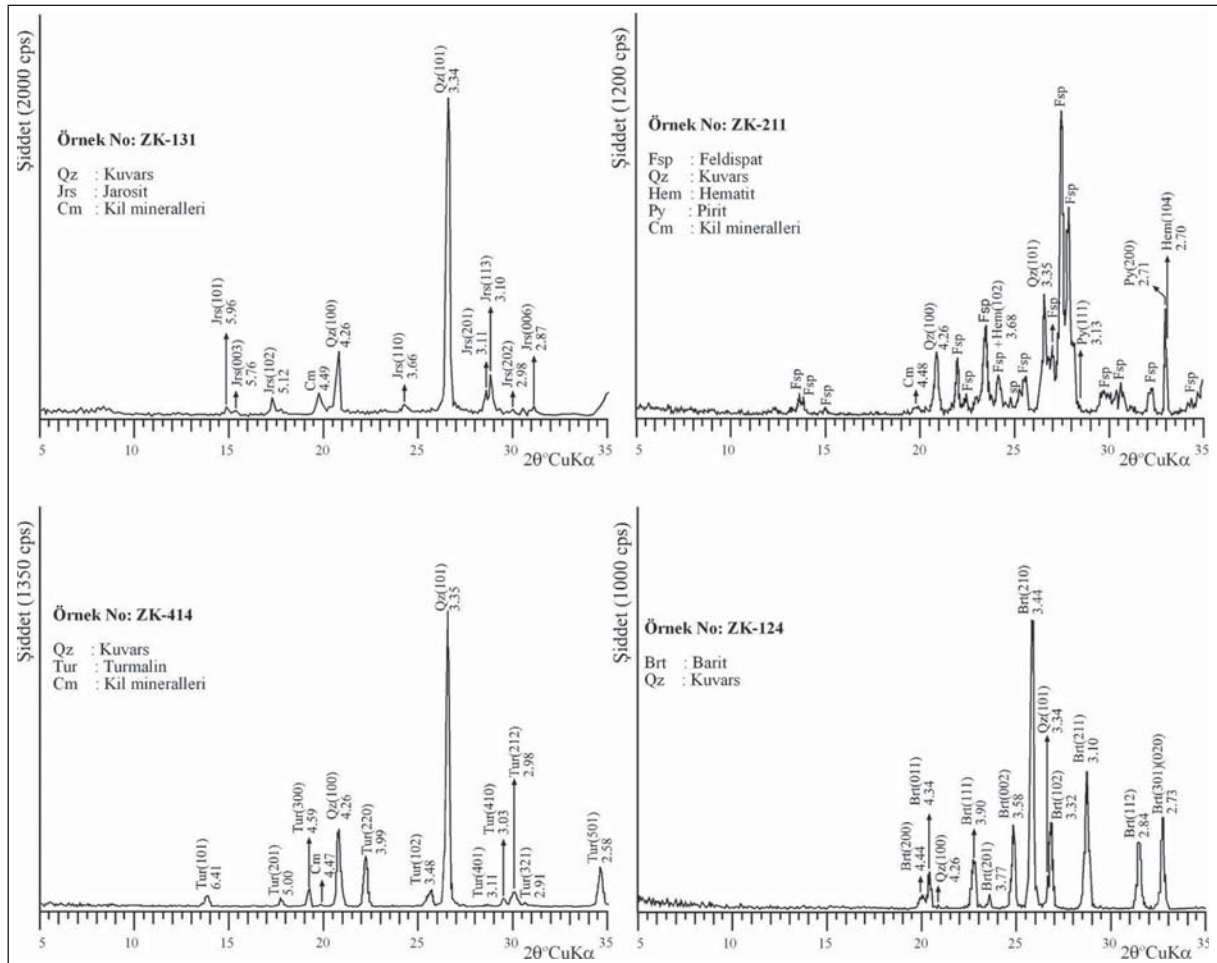 Şiddet (2000 cps)
Örnek No: ZK-131
Qz : Kuvars
Jrs : Jarosit
Cm : Kil mineralleri
Jrs(101)
5.96
Jrs(003)
5.76
Jrs(102)
5.12
Cm
4.49
Qz(100)
4.26
Jrs(110)
3.66
Qz(101)
3.34
Jrs(201)
3.11
Jrs(113)
3.10
Jrs(202)
2.98
Jrs(006)
2.87
5 10 15 20 25 30 35
2θ°CuKα
Şiddet (1200 cps)
Örnek No: ZK-211
Fsp : Feldispat
Qz : Kuvars
Hem : Hematit
Py : Pirit
Cm : Kil mineralleri
Fsp
Fsp
Fsp
Cm
4.48
Qz(100)
4.26
Fsp
Fsp
Fsp
Fsp + Hem(102)
3.68
sp
Fsp
Qz(101)
3.35
Fsp
Fsp
Fsp
Py(111)
3.13
Fsp
Fsp
Fsp
Py(200)
2.71
Hem(104)
2.70
Fsp
5 10 15 20 25 30 35
2θ°CuKα
Şiddet (1350 cps)
Örnek No: ZK-414
Qz : Kuvars
Tur : Turmalin
Cm : Kil mineralleri
Tur(101)
6.41
Tur(201)
5.00
Tur(300)
4.59
Cm
4.47
Qz(100)
4.26
Tur(220)
3.99
Tur(102)
3.48
Qz(101)
3.35
Tur(401)
3.11
Tur(410)
3.03
Tur(212)
2.98
Tur(321)
2.91
Tur(501)
2.58
5 10 15 20 25 30 35
2θ°CuKα
Şiddet (1000 cps)
Örnek No: ZK-124
Brt : Barit
Qz : Kuvars
Brt(200)
4.44
Brt(011)
4.34
Qz(100)
4.26
Brt(111)
3.90
Brt(201)
3.77
Brt(002)
3.58
Brt(210)
3.44
Qz(101)
3.34
Brt(102)
3.32
Brt(211)
3.10
Brt(112)
2.84
Brt(301)(020)
2.73
5 10 15 20 25 30 35
2θ°CuKα